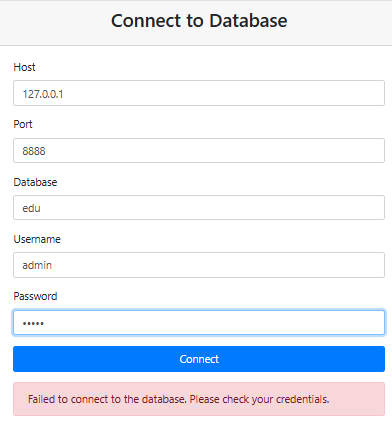 Connect to Database
Host
127.0.0.1
Port
8888
Database
edu
Username
admin
Password
•••••
Connect
Failed to connect to the database. Please check your credentials.